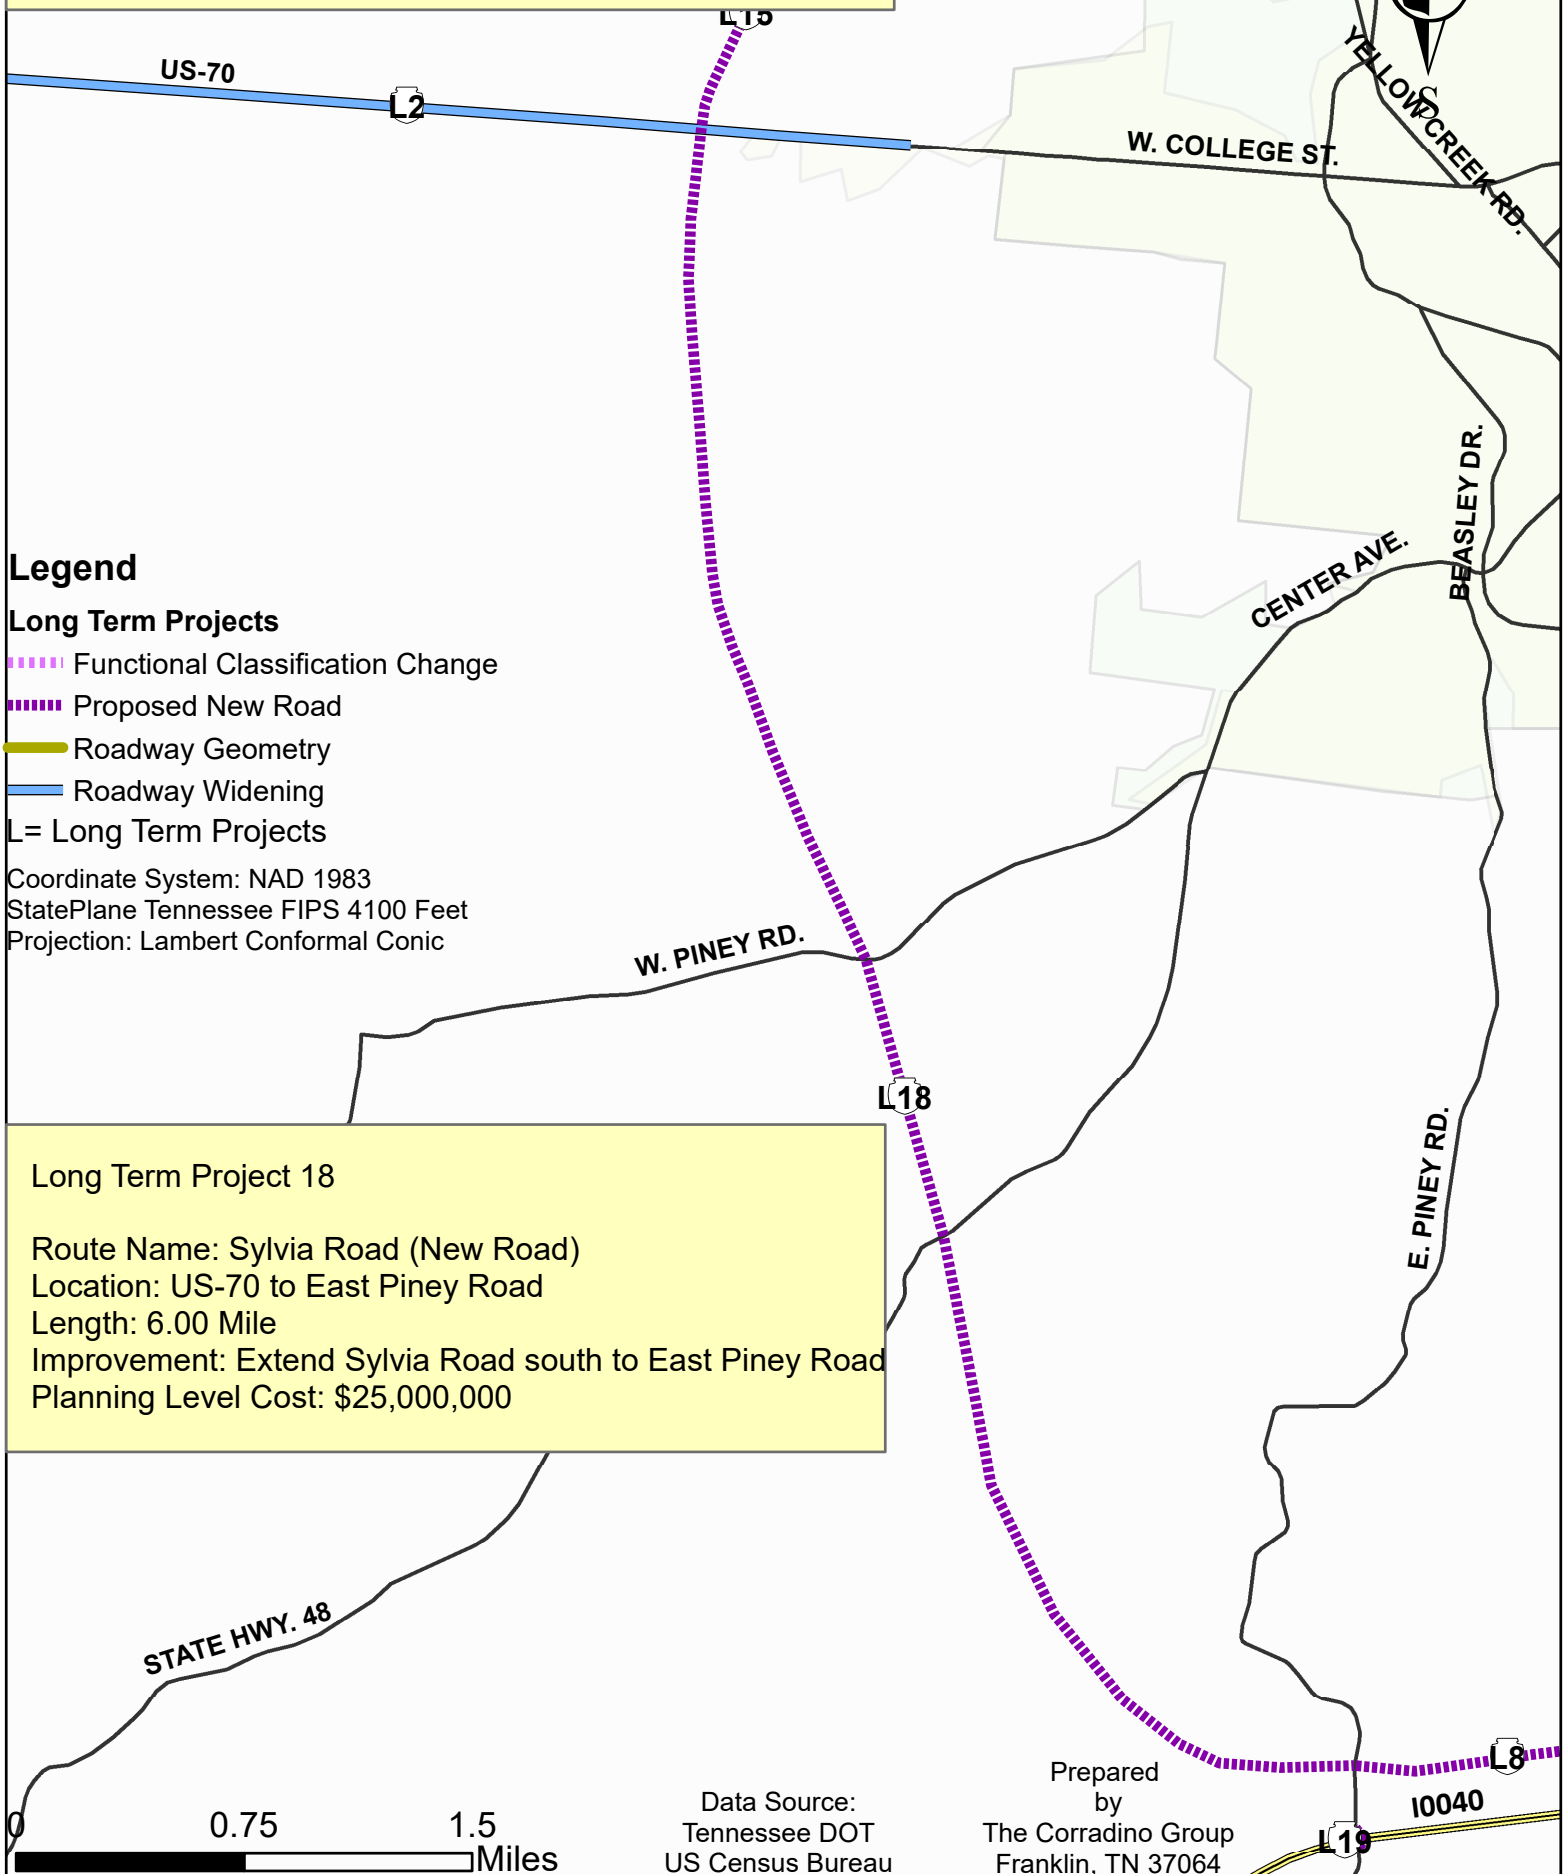 L15
US-70
L2
YELLOW CREEK RD.
S
W. COLLEGE ST.
BEASLEY DR.
CENTER AVE.
Legend
Long Term Projects
Functional Classification Change
Proposed New Road
Roadway Geometry
Roadway Widening
L= Long Term Projects
Coordinate System: NAD 1983
StatePlane Tennessee FIPS 4100 Feet
Projection: Lambert Conformal Conic
W. PINEY RD.
L18
E. PINEY RD.
Long Term Project 18
Route Name: Sylvia Road (New Road)
Location: US-70 to East Piney Road
Length: 6.00 Mile
Improvement: Extend Sylvia Road south to East Piney Road
Planning Level Cost: $25,000,000
STATE HWY. 48
L8
I0040
L19
0 0.75 1.5
Miles
Data Source:
Tennessee DOT
US Census Bureau
Prepared
by
The Corradino Group
Franklin, TN 37064